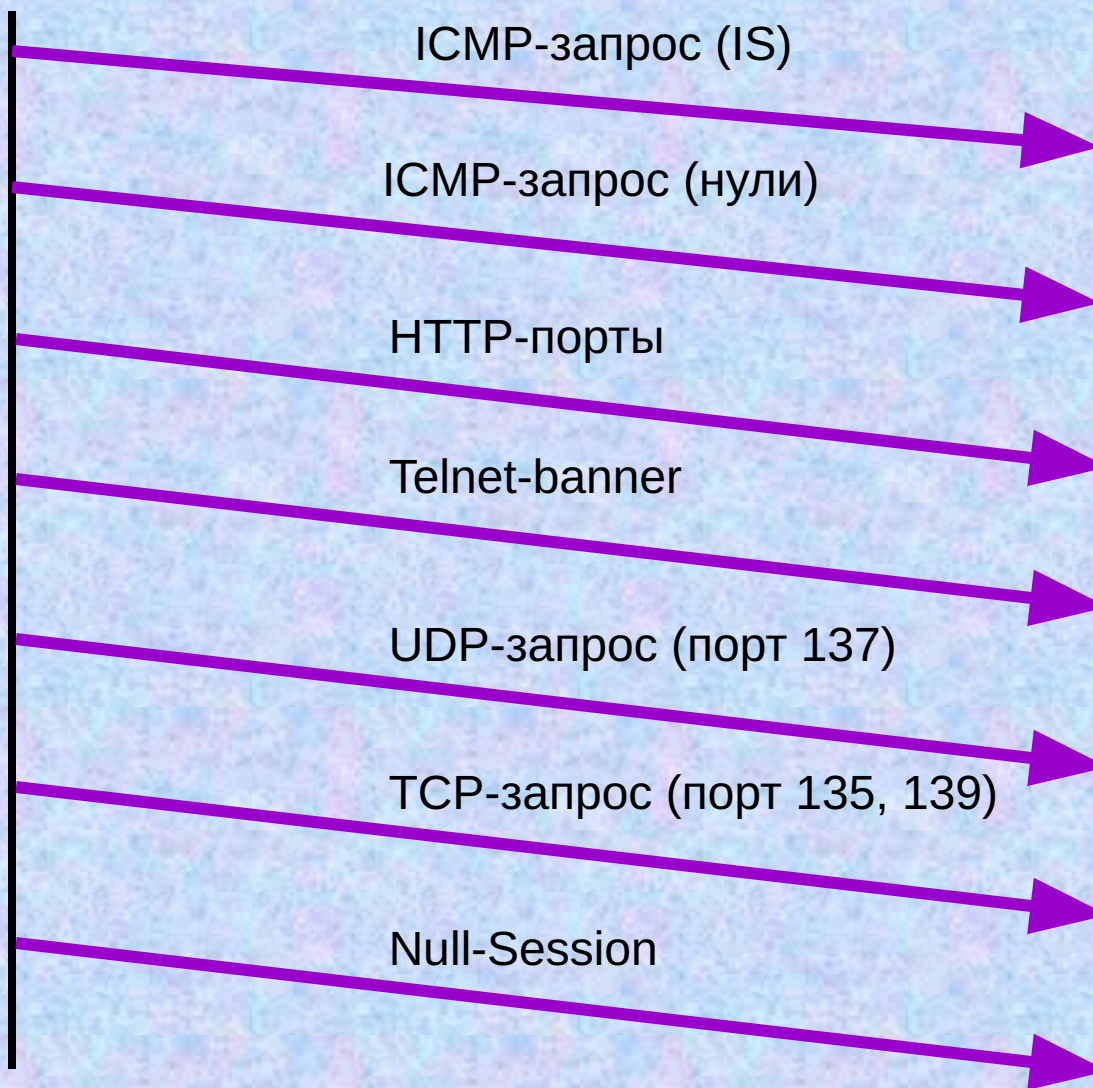 ICMP-запрос (IS)
ICMP-запрос (нули)
HTTP-порты
Telnet-banner
UDP-запрос (порт 137)
TCP-запрос (порт 135, 139)
Null-Session